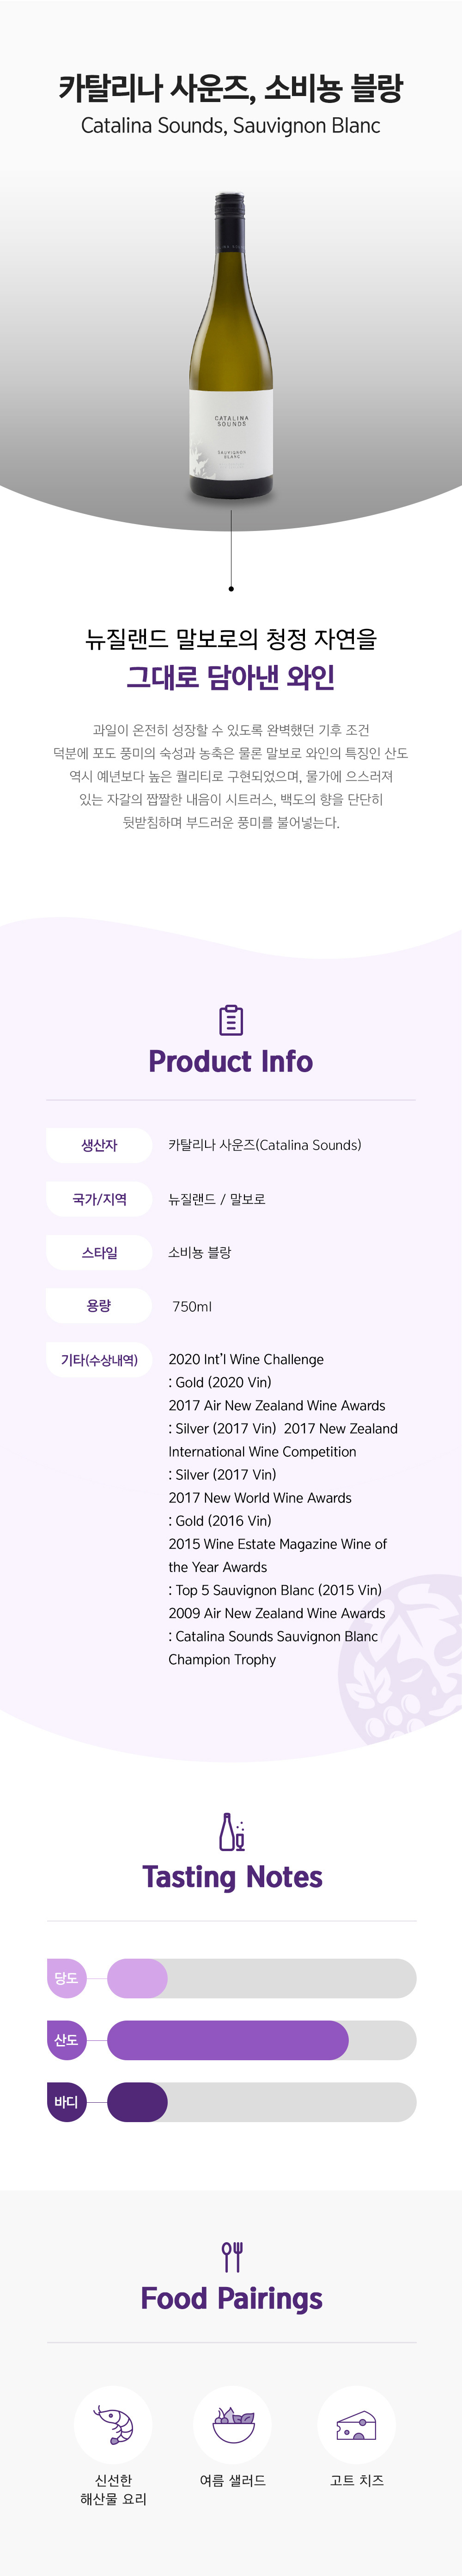 카탈리나 사운즈, 소비뇽 블랑
Catalina Sounds, Sauvignon Blanc
CATALINA
SOUNDS
SAUVIGNON
BLANC
뉴질랜드 말보로의 청정 자연을
그대로 담아낸 와인
과일이 온전히 성장할 수 있도록 완벽했던 기후 조건
덕분에 포도 풍미의 숙성과 농축은 물론 말보로 와인의 특징인 산도
역시 예년보다 높은 퀄리티로 구현되었으며, 물가에 으스러져
있는 자갈의 짭짤한 내음이 시트러스, 백도의 향을 단단히
뒷받침하며 부드러운 풍미를 불어넣는다.
Product Info
생산자 카탈리나 사운즈(Catalina Sounds)
국가/지역 뉴질랜드 / 말보로
스타일 소비뇽 블랑
용량 750ml
기타(수상내역) 2020 Int'l Wine Challenge
: Gold (2020 Vin)
2017 Air New Zealand Wine Awards
: Silver (2017 Vin) 2017 New Zealand
International Wine Competition
: Silver (2017 Vin)
2017 New World Wine Awards
: Gold (2016 Vin)
2015 Wine Estate Magazine Wine of
the Year Awards
: Top 5 Sauvignon Blanc (2015 Vin)
2009 Air New Zealand Wine Awards
: Catalina Sounds Sauvignon Blanc
Champion Trophy
Tasting Notes
당도
산도
바디
Food Pairings
신선한
해산물 요리
여름 샐러드
고트 치즈